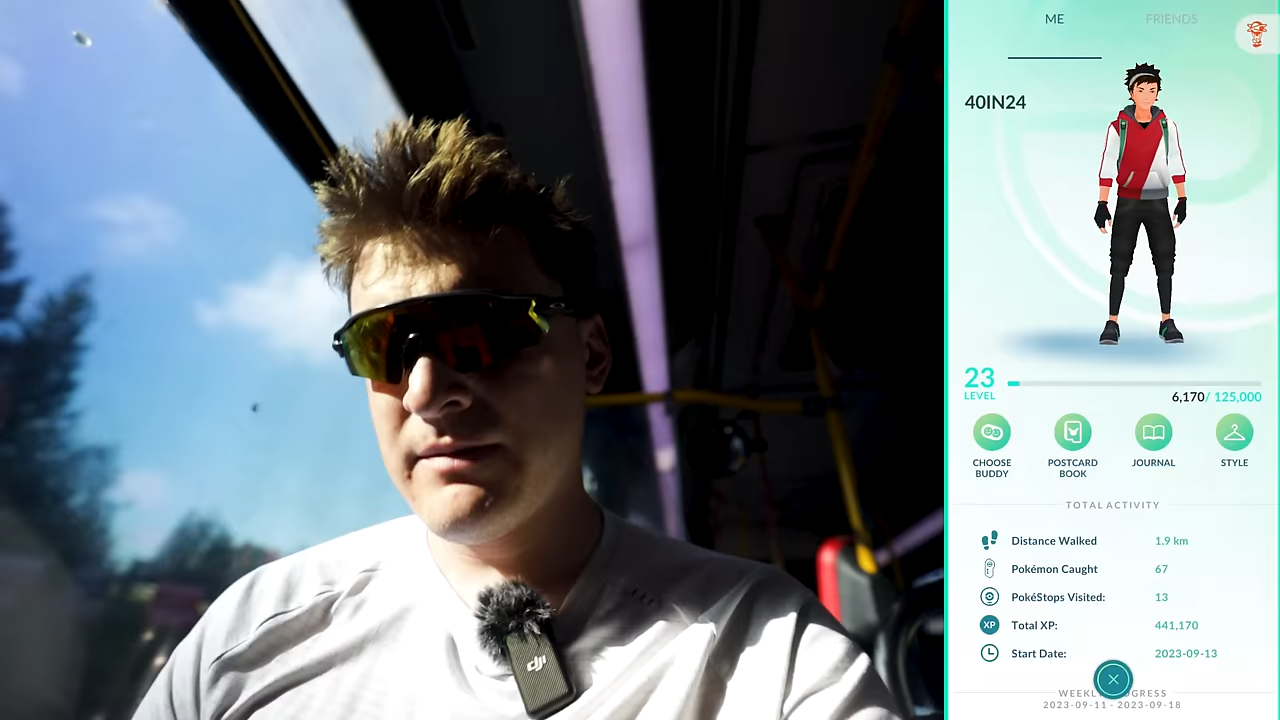 ME
FRIENDS
40IN24
23
LEVEL
6,170/ 125,000
CHOOSE
BUDDY
POSTCARD
BOOK
JOURNAL
STYLE
TOTAL ACTIVITY
Distance Walked 1.9 km
Pokémon Caught 67
PokéStops Visited: 13
XP Total XP: 441,170
Start Date: 2023-09-13
2023-09-11 - 2023-09-18
dji